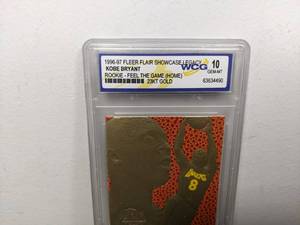 1996-97 FLEER FLAIR SHOWCASE LEGACY
KOBE BRYANT
ROOKIE - FEEL THE GAME (HOME)
23KT GOLD
WCG
10
GEM-MT
63634490
LAKERS
8